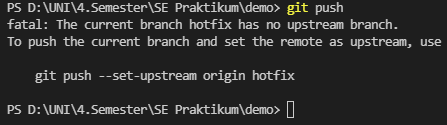 PS D:\UNI\4.Semester\SE Praktikum\demo> git push
fatal: The current branch hotfix has no upstream branch.
To push the current branch and set the remote as upstream, use
    git push --set-upstream origin hotfix
PS D:\UNI\4.Semester\SE Praktikum\demo>